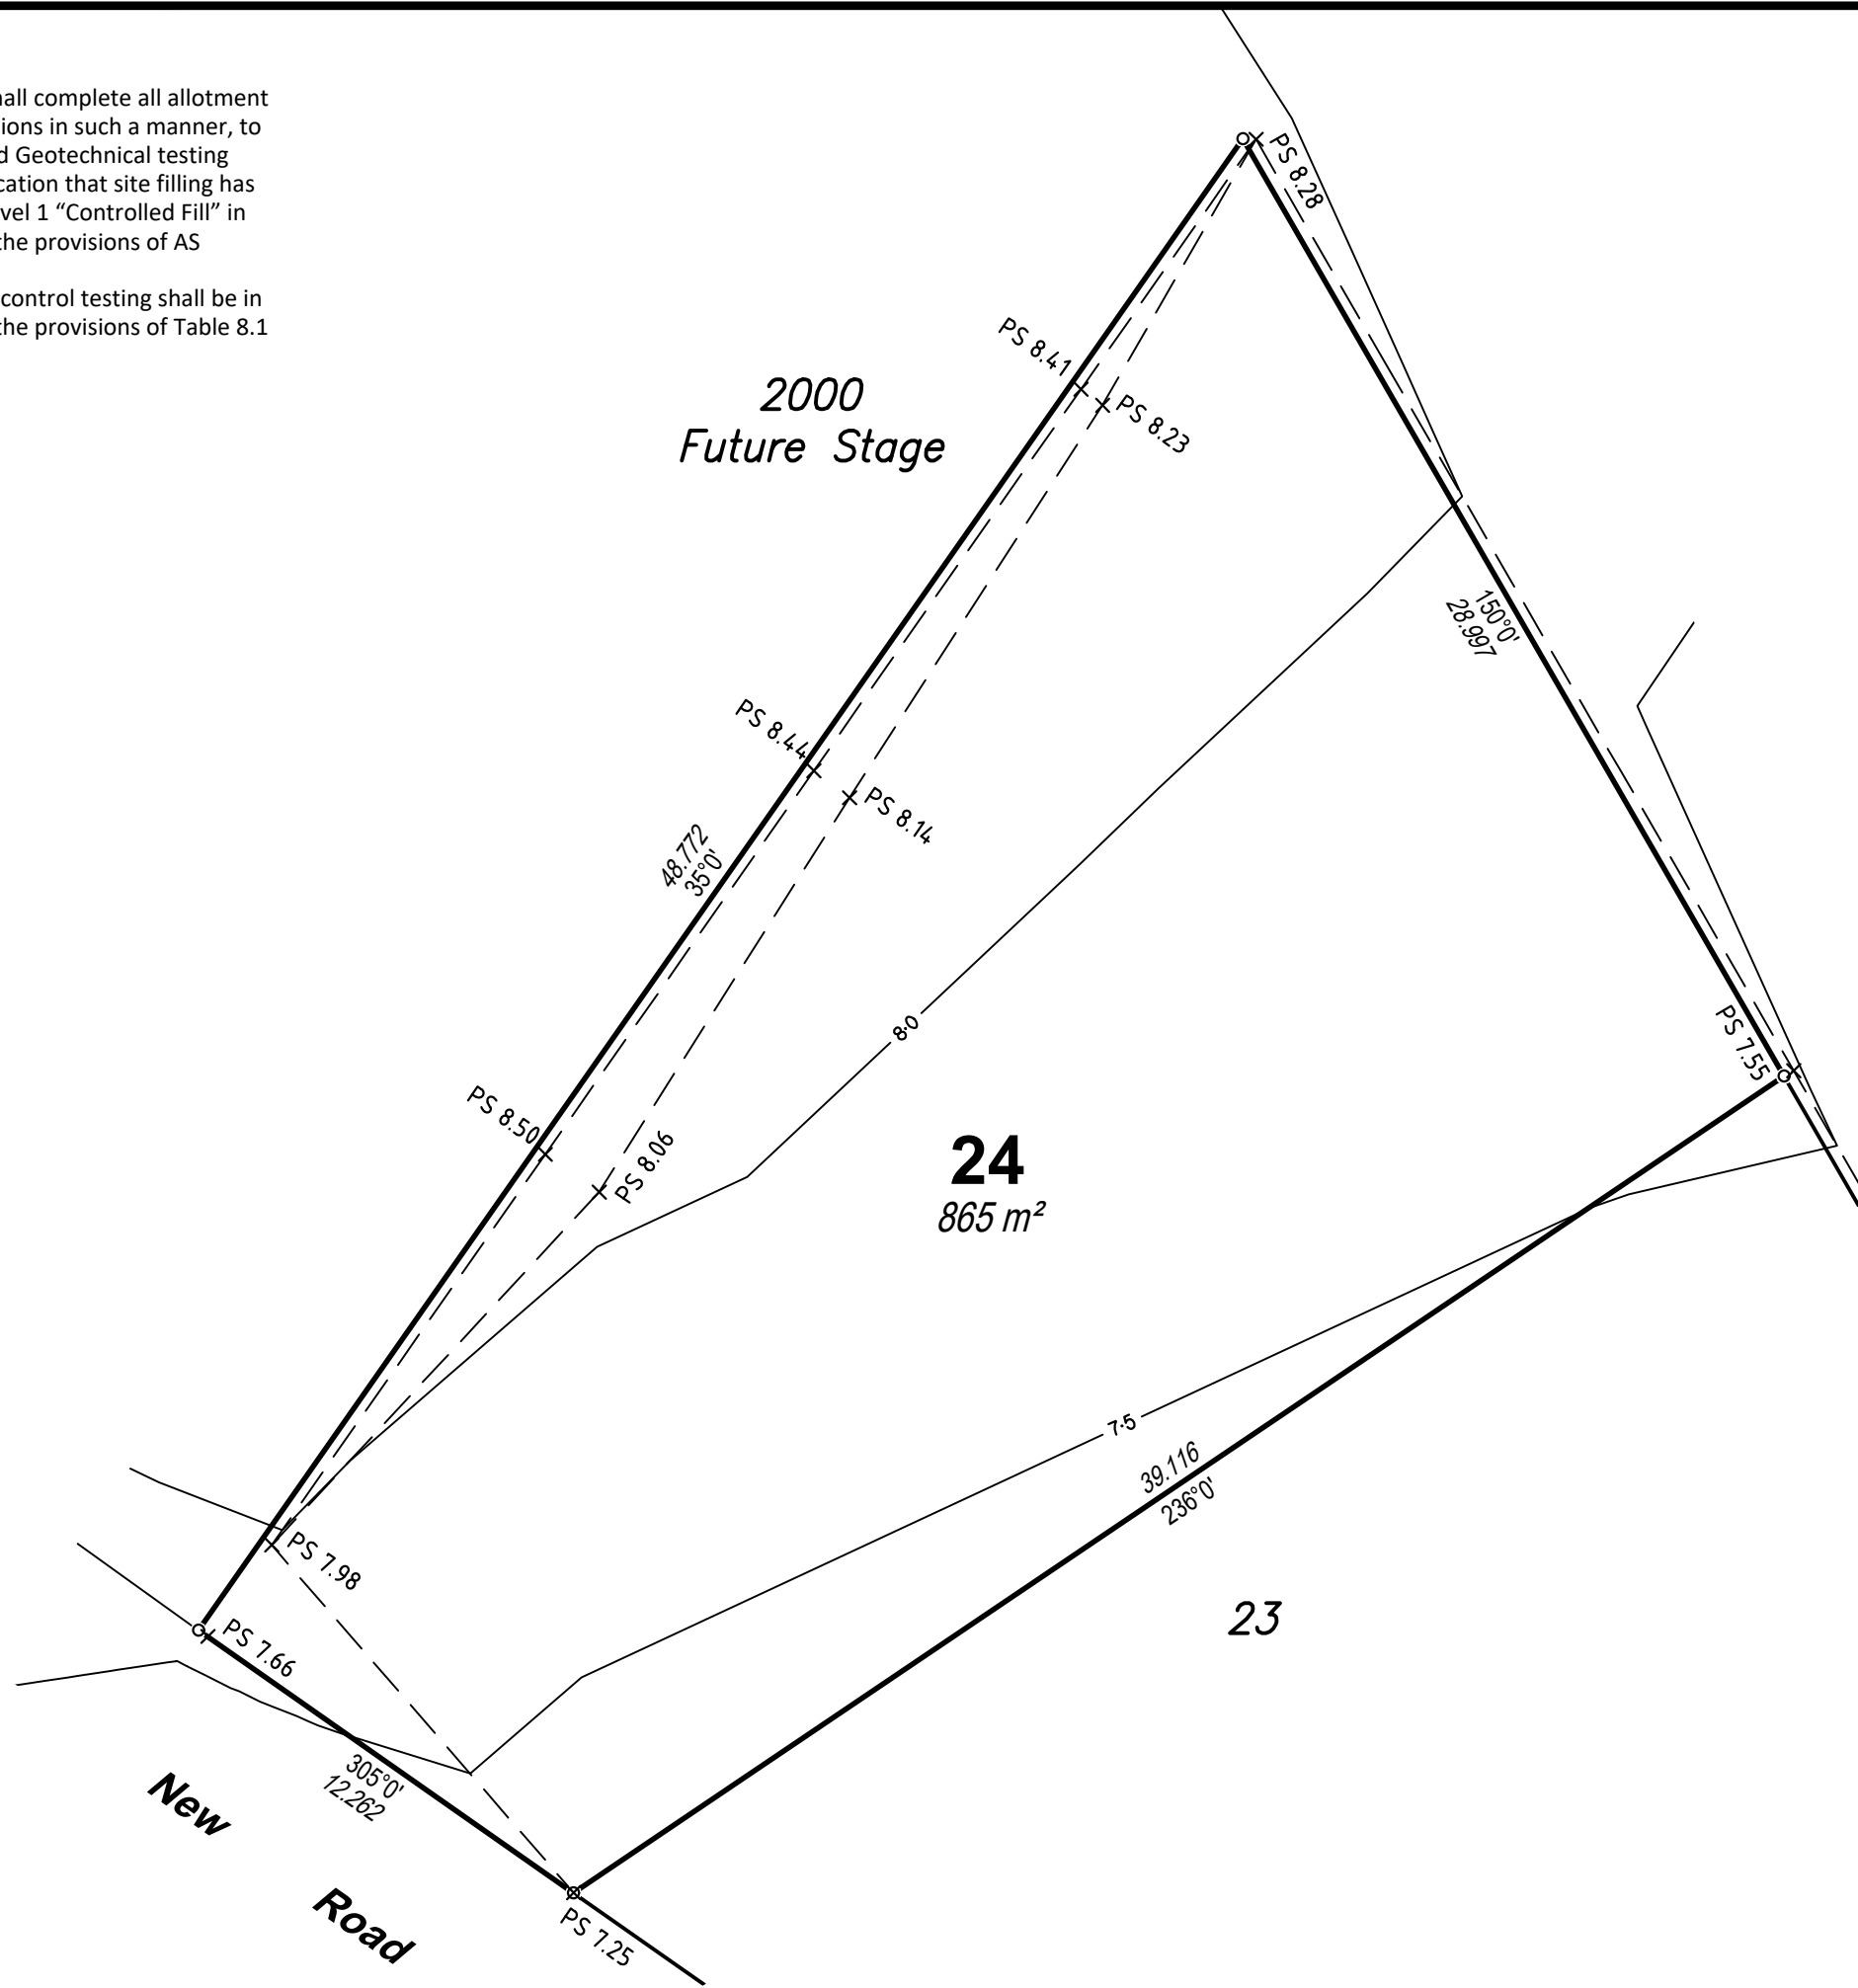 hall complete all allotment
ions in such a manner, to
d Geotechnical testing
cation that site filling has
vel 1 “Controlled Fill” in
the provisions of AS
control testing shall be in
the provisions of Table 8.1
PS 8.28
PS 8.41
PS 8.23
2000
Future Stage
150°0'
28.997
PS 8.44
PS 8.14
48.772
35°0'
8·0
PS 7.55
PS 8.50
PS 8.06
24
865 m²
7·5
39.116
236°0'
PS 7.98
23
PS 7.66
305°0'
12.262
New
Road
PS 7.25